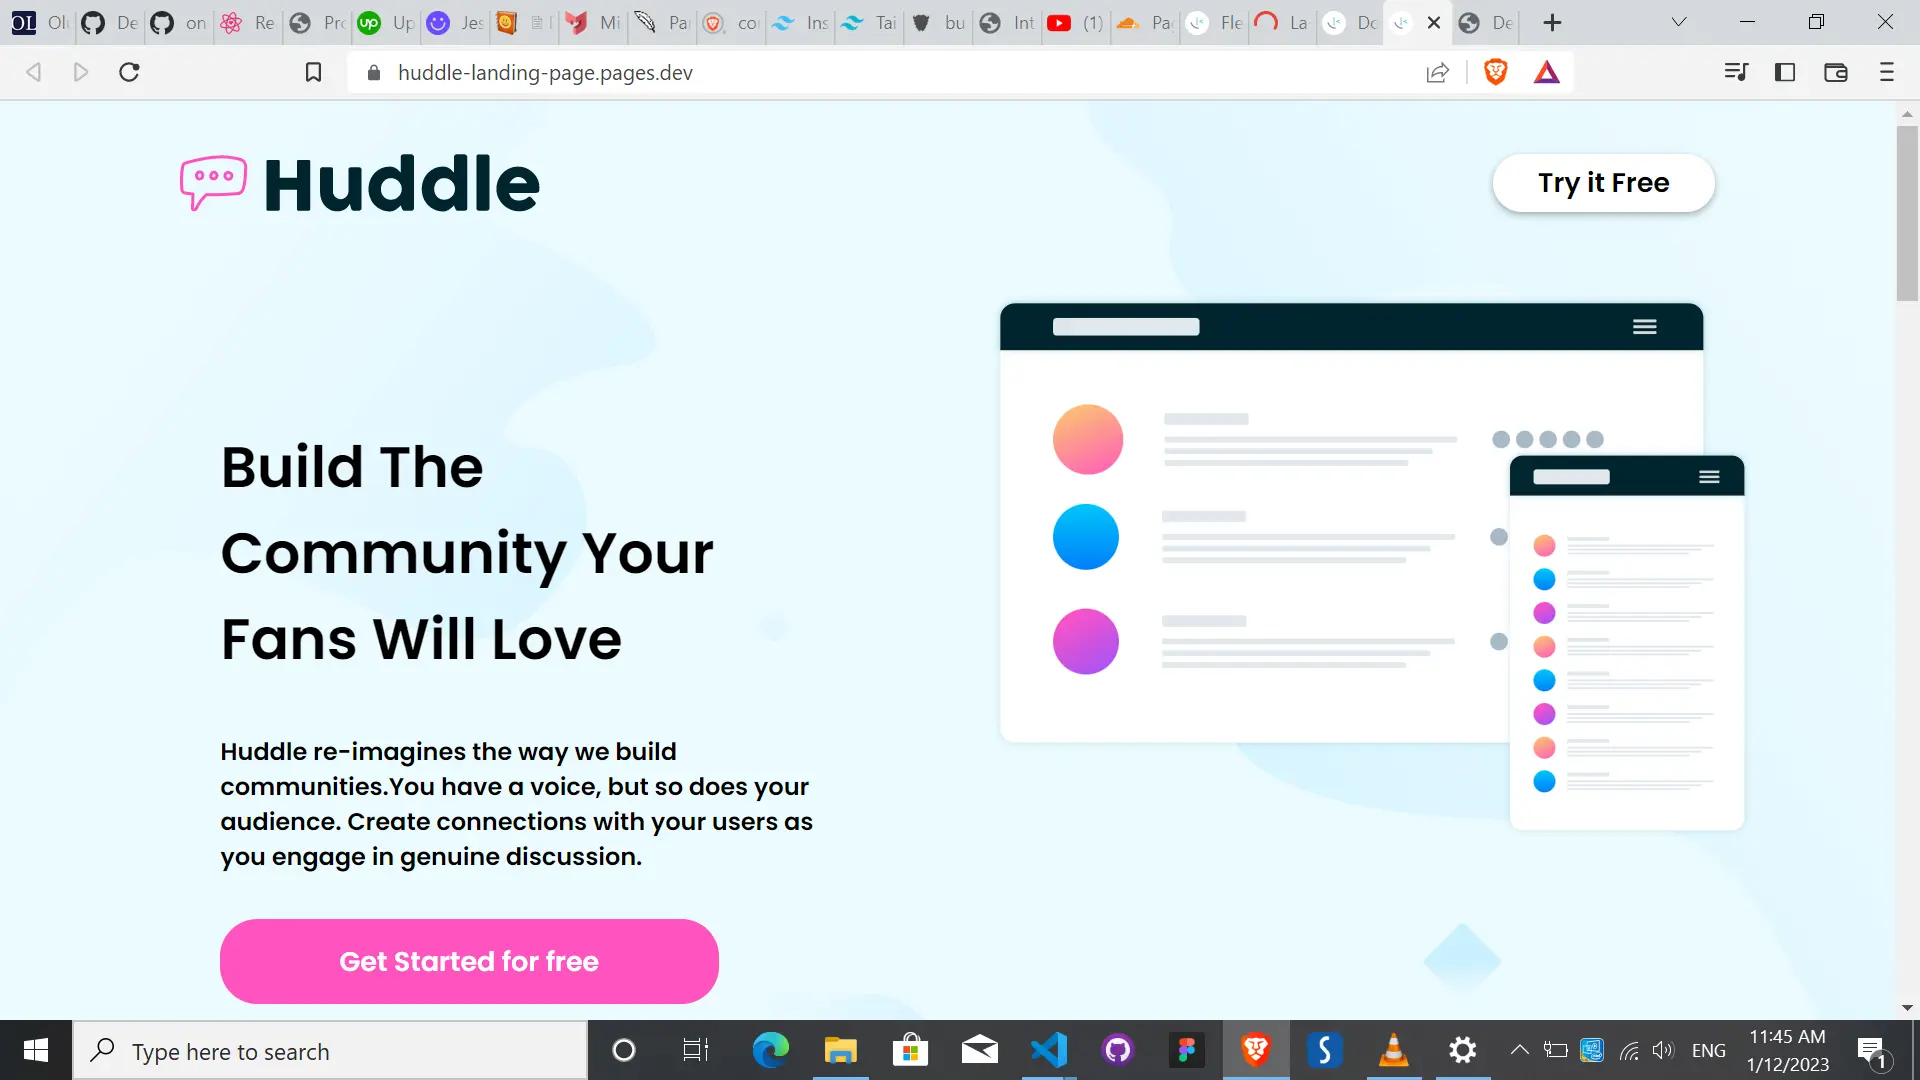 Olu
De
on
Re
Pro
Up
Jes
Mi
Pa
co
Ins
Tai
bu
Int
(1)
Pa
Fle
La
Do
De
huddle-landing-page.pages.dev
Huddle
Try it Free
Build The
Community Your
Fans Will Love
Huddle re-imagines the way we build
communities.You have a voice, but so does your
audience. Create connections with your users as
you engage in genuine discussion.
Get Started for free
Type here to search
ENG
11:45 AM
1/12/2023
1